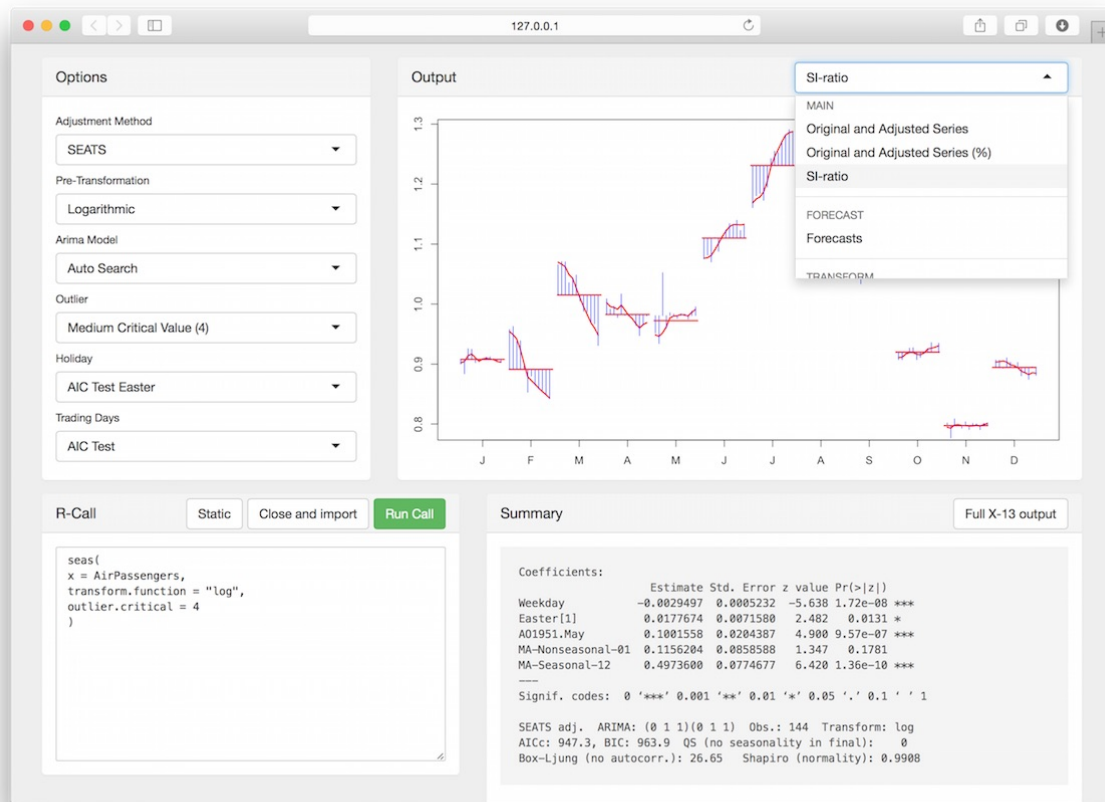 127.0.0.1
Options
Adjustment Method
SEATS
Pre-Transformation
Logarithmic
Arima Model
Auto Search
Outlier
Medium Critical Value (4)
Holiday
AIC Test Easter
Trading Days
AIC Test
Output
SI-ratio
MAIN
Original and Adjusted Series
Original and Adjusted Series (%)
SI-ratio
FORECAST
Forecasts
TRANSFORM
1.3
1.2
1.1
1.0
0.9
0.8
J F M A M J J A S O N D
R-Call
Static
Close and import
Run Call
seas(
x = AirPassengers,
transform.function = "log",
outlier.critical = 4
)
Summary
Full X-13 output
Coefficients:
Estimate Std. Error z value Pr(>|z|)
Weekday -0.0029497 0.0005232 -5.638 1.72e-08 ***
Easter[1] 0.0177674 0.0071580 2.482 0.0131 *
AO1951.May 0.1001558 0.0204387 4.900 9.57e-07 ***
MA-Nonseasonal-01 0.1156204 0.0858588 1.347 0.1781
MA-Seasonal-12 0.4973600 0.0774677 6.420 1.36e-10 ***
---
Signif. codes: 0 ‘***’ 0.001 ‘**’ 0.01 ‘*’ 0.05 ‘.’ 0.1 ‘ ’ 1
SEATS adj. ARIMA: (0 1 1)(0 1 1) Obs.: 144 Transform: log
AICc: 947.3, BIC: 963.9 QS (no seasonality in final): 0
Box-Ljung (no autocorr.): 26.65 Shapiro (normality): 0.9908